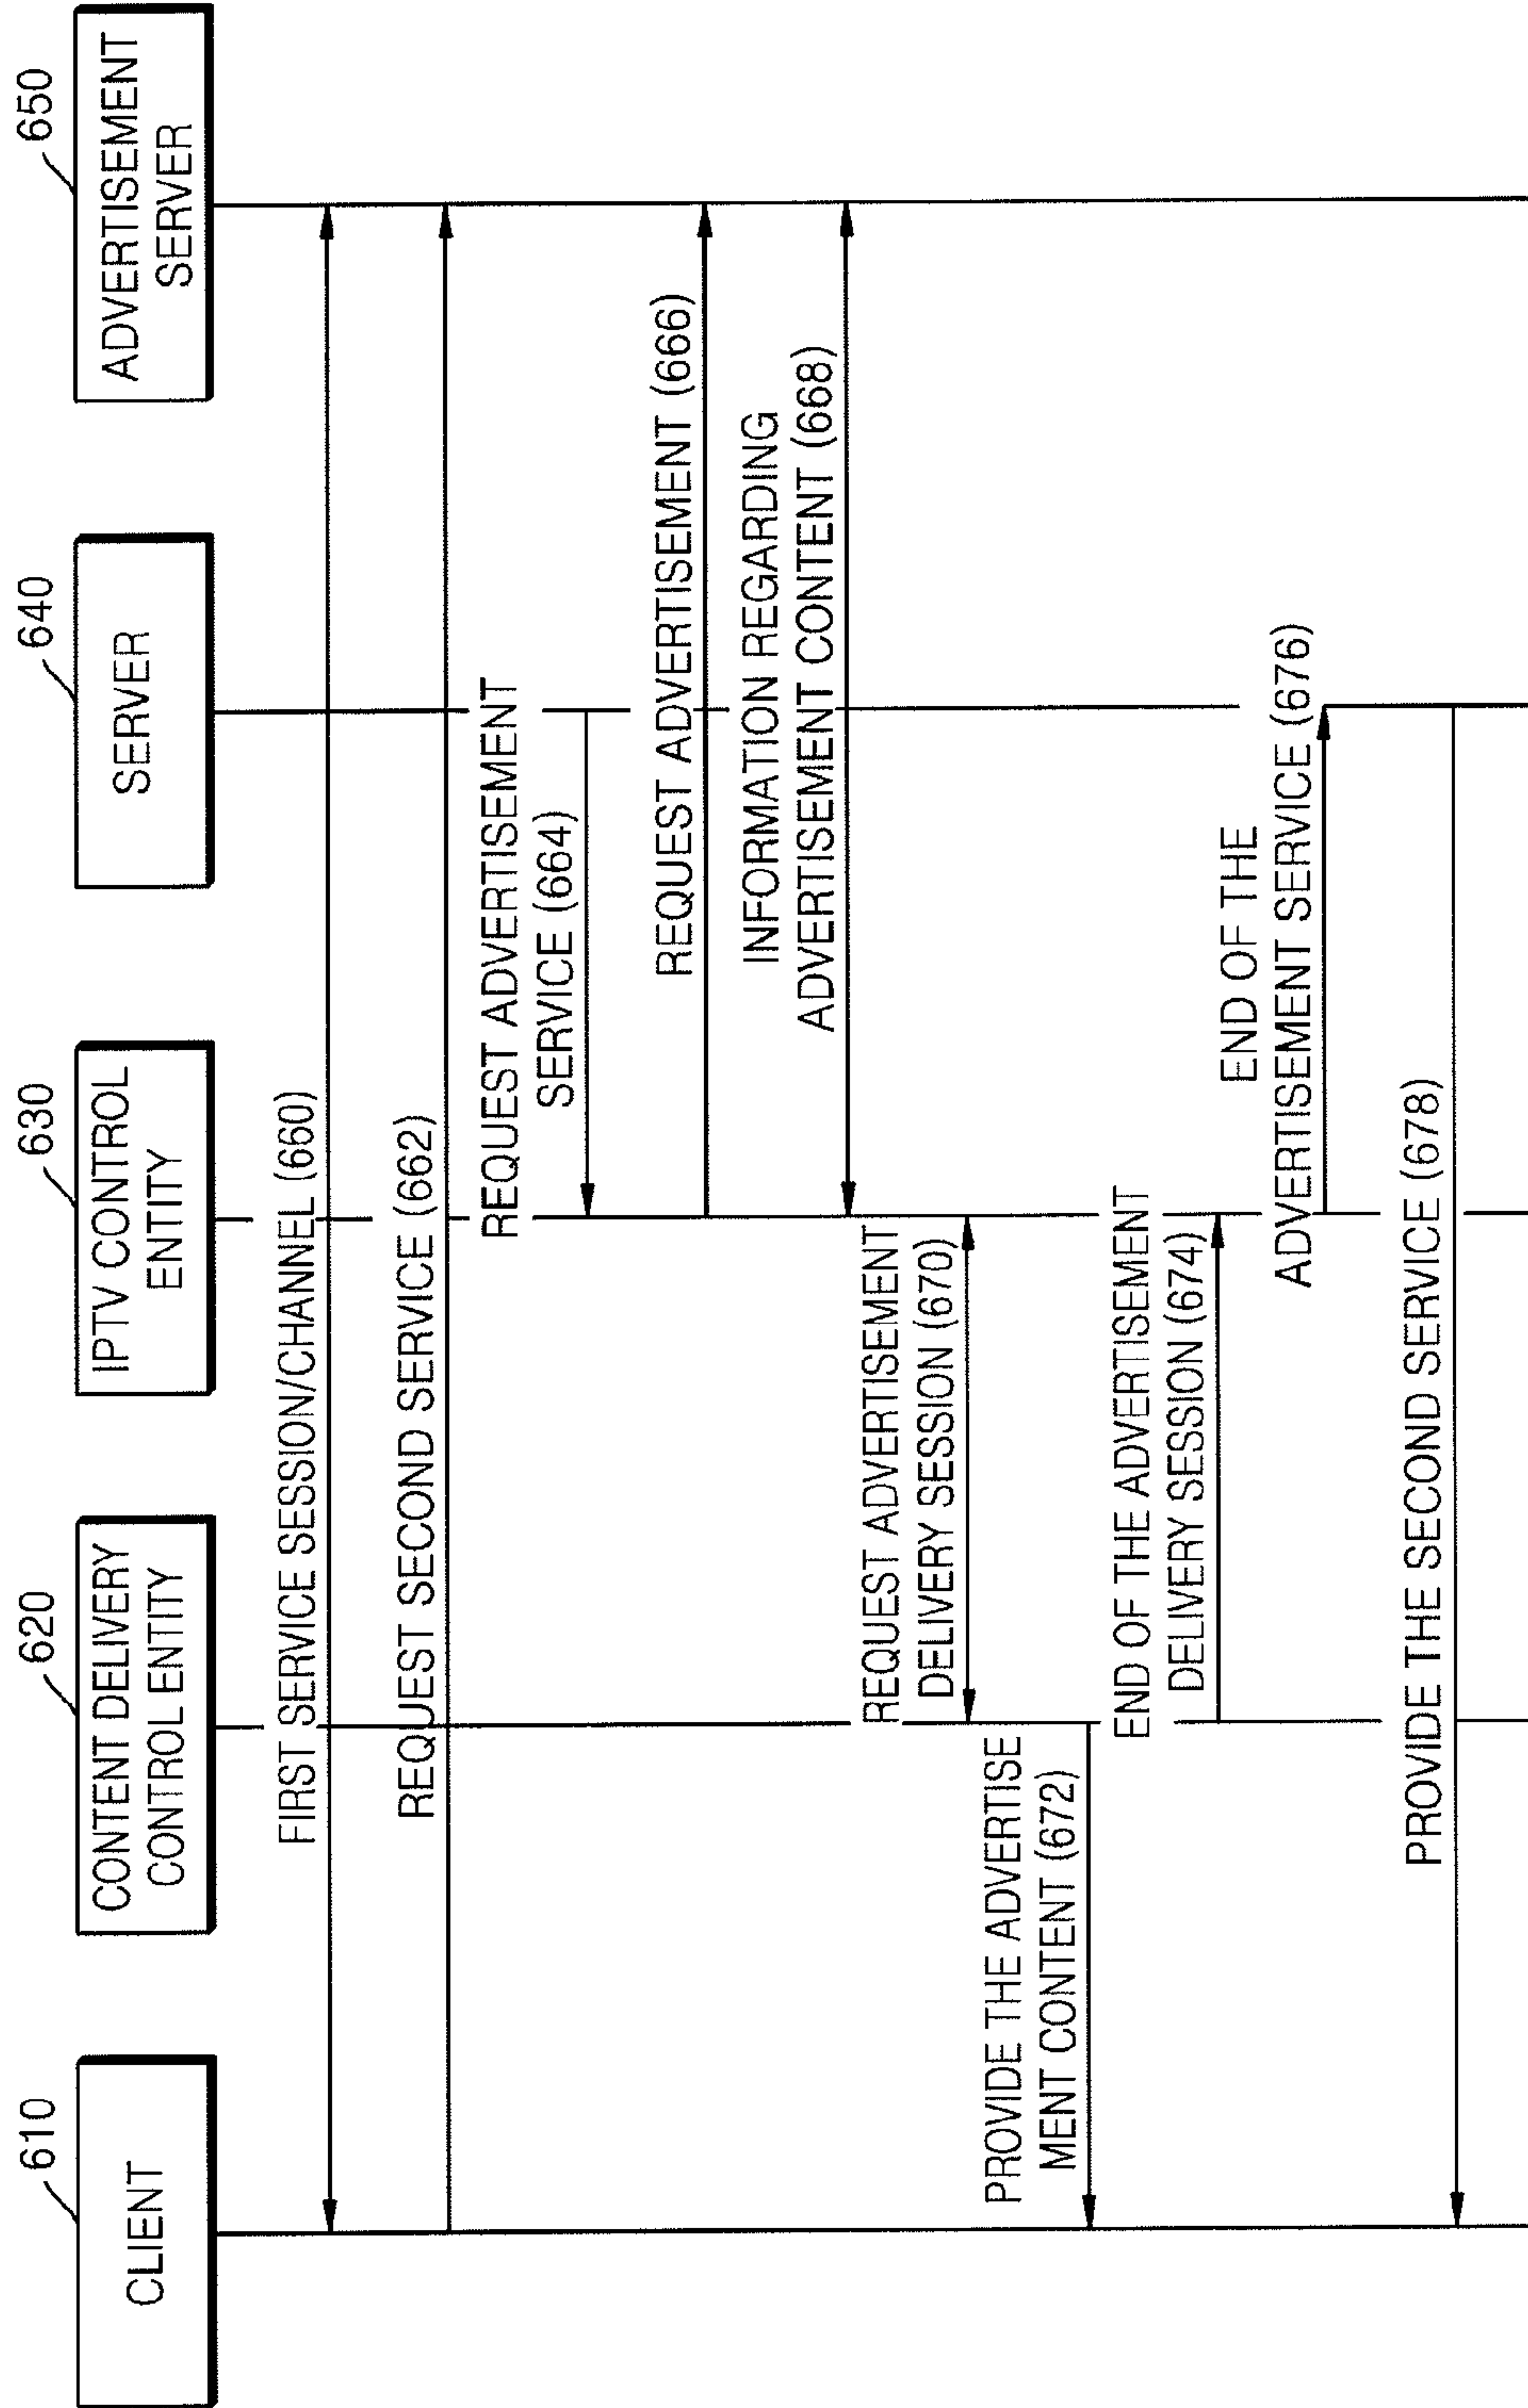 610
CLIENT
620
CONTENT DELIVERY
CONTROL ENTITY
630
IPTV CONTROL
ENTITY
640
SERVER
650
ADVERTISEMENT
SERVER
FIRST SERVICE SESSION/CHANNEL (660)
REQUEST SECOND SERVICE (662)
REQUEST ADVERTISEMENT
SERVICE (664)
REQUEST ADVERTISEMENT (666)
INFORMATION REGARDING
ADVERTISEMENT CONTENT (668)
REQUEST ADVERTISEMENT
DELIVERY SESSION (670)
PROVIDE THE ADVERTISE
MENT CONTENT (672)
END OF THE ADVERTISEMENT
DELIVERY SESSION (674)
END OF THE
ADVERTISEMENT SERVICE (676)
PROVIDE THE SECOND SERVICE (678)